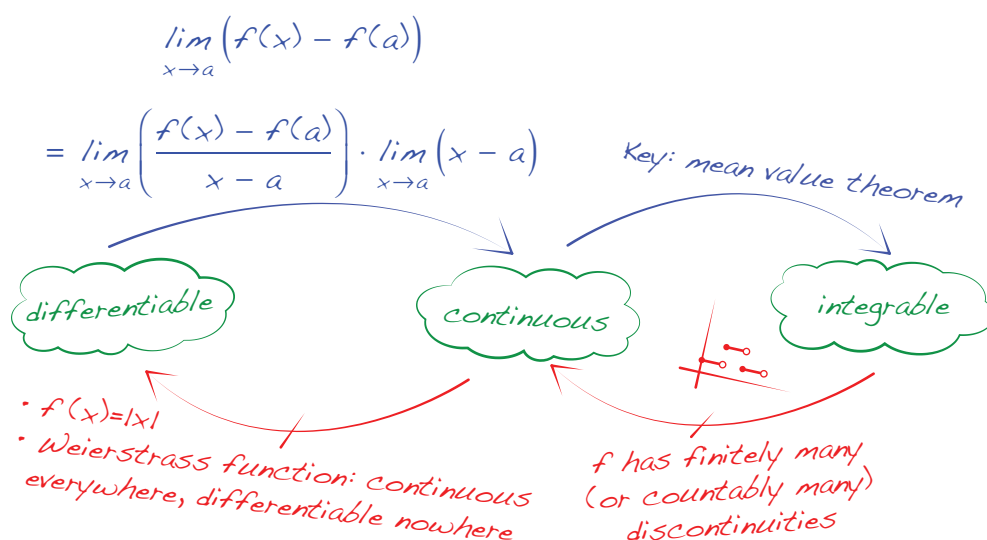 lim (f(x) − f(a))
x→a
= lim ((f(x) − f(a))/(x − a)) · lim (x − a)
x→a x→a
Key: mean value theorem
differentiable
continuous
integrable
• f(x)=|x|
• Weierstrass function: continuous
everywhere, differentiable nowhere
f has finitely many
(or countably many)
discontinuities